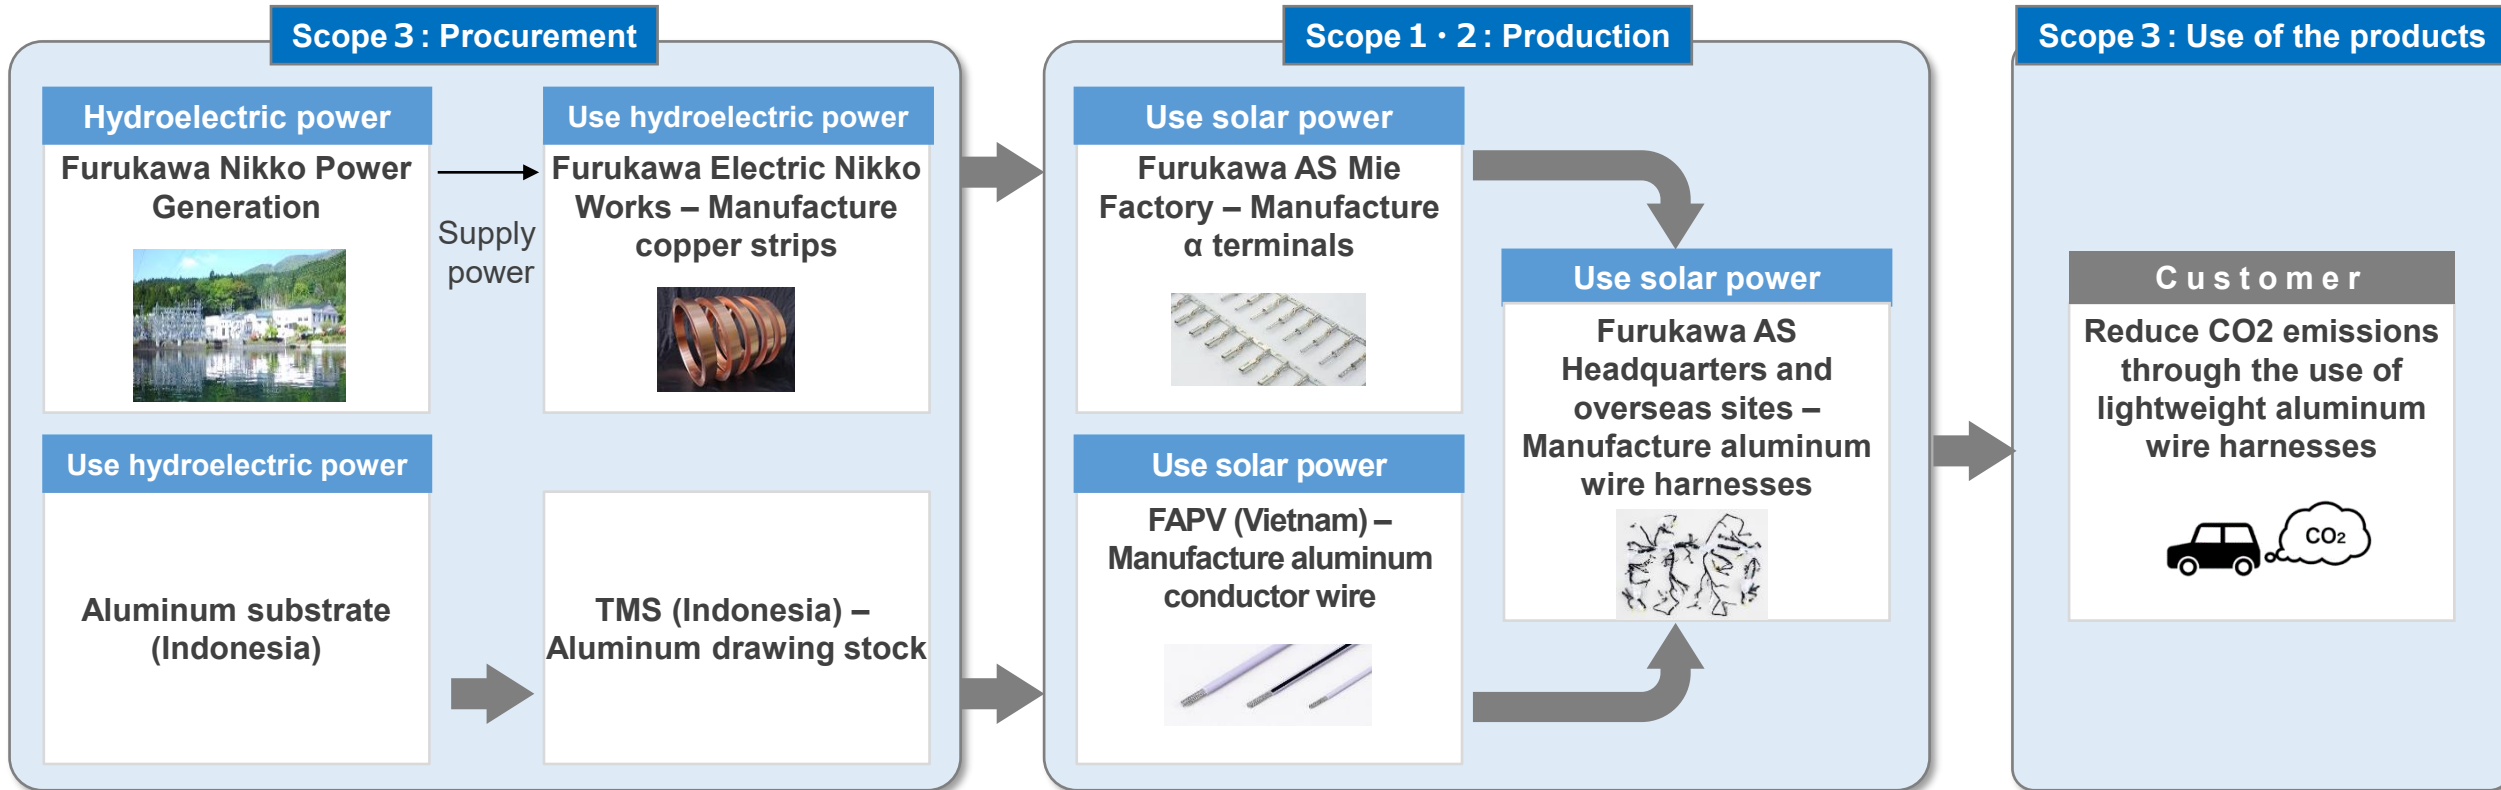 Scope 3 : Procurement
Hydroelectric power
Furukawa Nikko Power
Generation
Supply
power
Use hydroelectric power
Furukawa Electric Nikko
Works – Manufacture
copper strips
Use hydroelectric power
Aluminum substrate
(Indonesia)
TMS (Indonesia) –
Aluminum drawing stock
Scope 1・2 : Production
Use solar power
Furukawa AS Mie
Factory – Manufacture
α terminals
Use solar power
FAPV (Vietnam) –
Manufacture aluminum
conductor wire
Use solar power
Furukawa AS
Headquarters and
overseas sites –
Manufacture aluminum
wire harnesses
Scope 3 : Use of the products
Customer
Reduce CO2 emissions
through the use of
lightweight aluminum
wire harnesses
CO₂